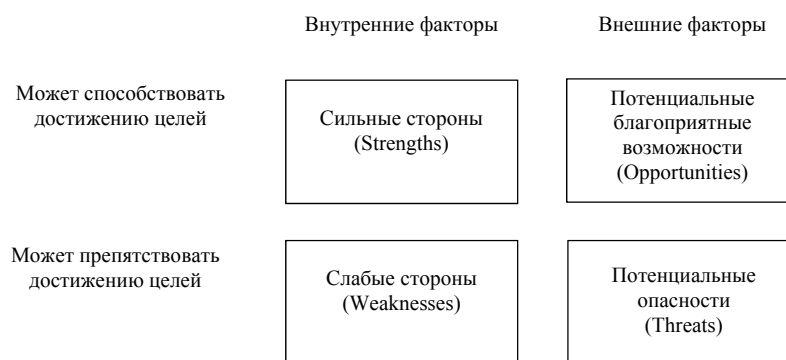 Внутренние факторы
Внешние факторы
Может способствовать
достижению целей
Сильные стороны
(Strengths)
Потенциальные
благоприятные
возможности
(Opportunities)
Может препятствовать
достижению целей
Слабые стороны
(Weaknesses)
Потенциальные
опасности
(Threats)